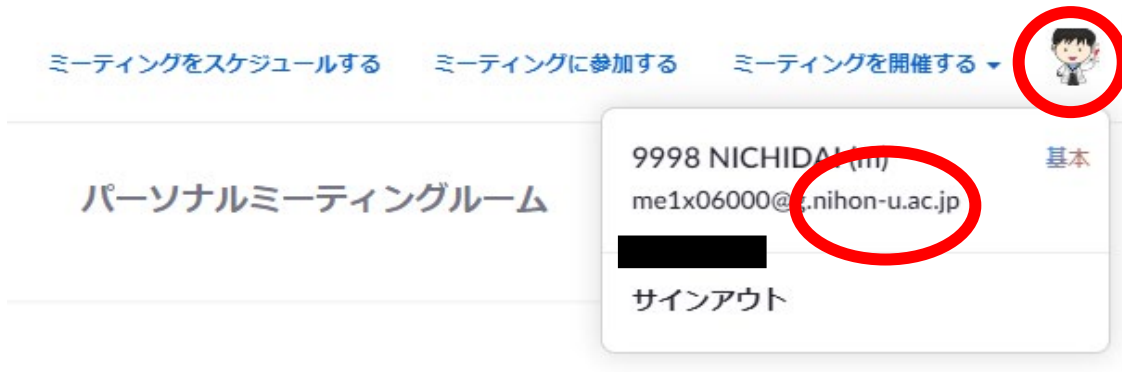 ミーティングをスケジュールする ミーティングに参加する ミーティングを開催する
パーソナルミーティングルーム
9998 NICHIDAI (m) 基本
me1x06000@g.nihon-u.ac.jp
サインアウト